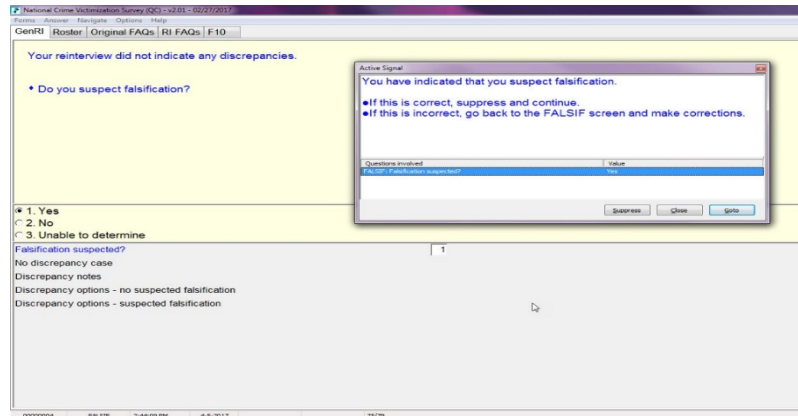 National Crime Victimization Survey (QC) - v2.01 - 02/27/2017
Forms Answer Navigate Options Help
GenRI Roster Original FAQs RI FAQs F10
Your reinterview did not indicate any discrepancies.
• Do you suspect falsification?
Active Signal
You have indicated that you suspect falsification.
•If this is correct, suppress and continue.
•If this is incorrect, go back to the FALSIF screen and make corrections.
Questions involved Value
FALSIF: Falsification suspected? Yes
Suppress Close Goto
1. Yes
2. No
3. Unable to determine
Falsification suspected? 1
No discrepancy case
Discrepancy notes
Discrepancy options - no suspected falsification
Discrepancy options - suspected falsification
00000004 FALSIF 4-5-2017